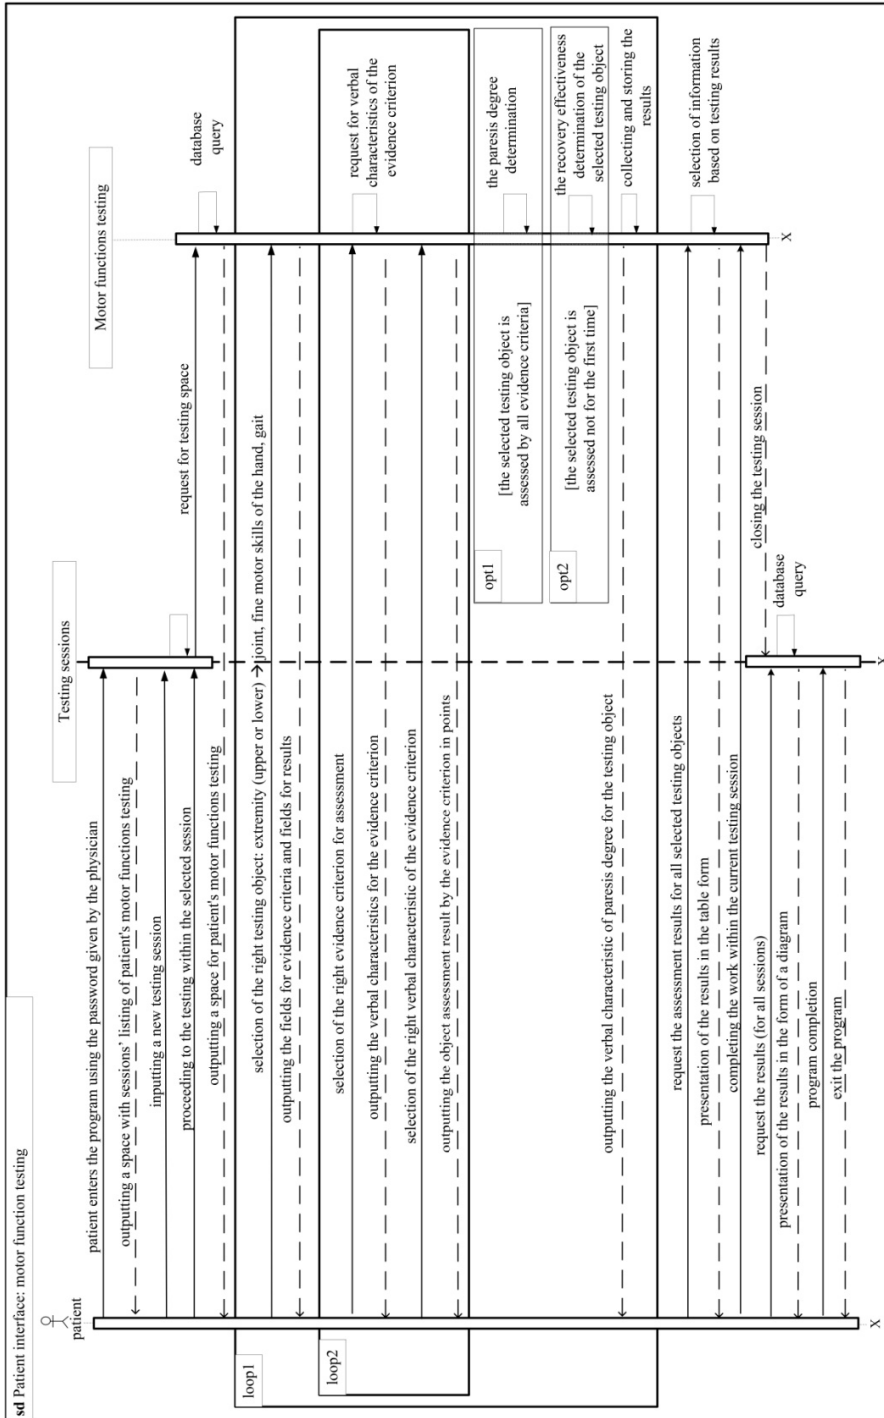 sd Patient interface: motor function testing
patient
Testing sessions
Motor functions testing
patient enters the program using the password given by the physician
outputting a space with sessions' listing of patient's motor functions testing
inputting a new testing session
proceeding to the testing within the selected session
request for testing space
database
query
outputting a space for patient's motor functions testing
loop1
selection of the right testing object: extremity (upper or lower) → joint, fine motor skills of the hand, gait
outputting the fields for evidence criteria and fields for results
loop2
selection of the right evidence criterion for assessment
request for verbal
characteristics of the
evidence criterion
outputting the verbal characteristics for the evidence criterion
selection of the right verbal characteristic of the evidence criterion
outputting the object assessment result by the evidence criterion in points
opt1
[the selected testing object is
assessed by all evidence criteria]
the paresis degree
determination
opt2
[the selected testing object is
assessed not for the first time]
the recovery effectiveness
determination of the
selected testing object
collecting and storing the
results
outputting the verbal characteristic of paresis degree for the testing object
request the assessment results for all selected testing objects
selection of information
based on testing results
presentation of the results in the table form
completing the work within the current testing session
closing the testing session
request the results (for all sessions)
database
query
presentation of the results in the form of a diagram
program completion
exit the program
X
X
X